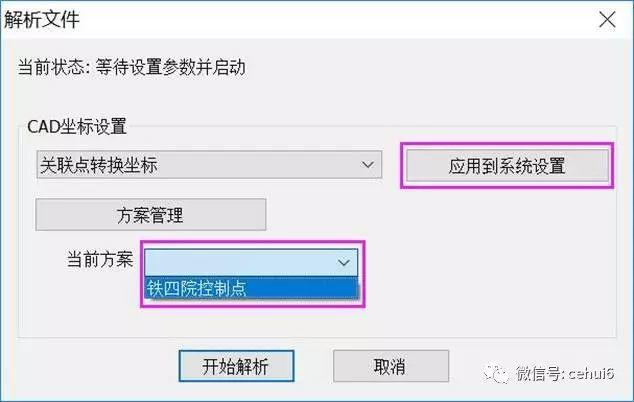 解析文件
当前状态: 等待设置参数并启动
CAD坐标设置
关联点转换坐标
应用到系统设置
方案管理
当前方案
铁四院控制点
开始解析
取消
微信号: cehui6